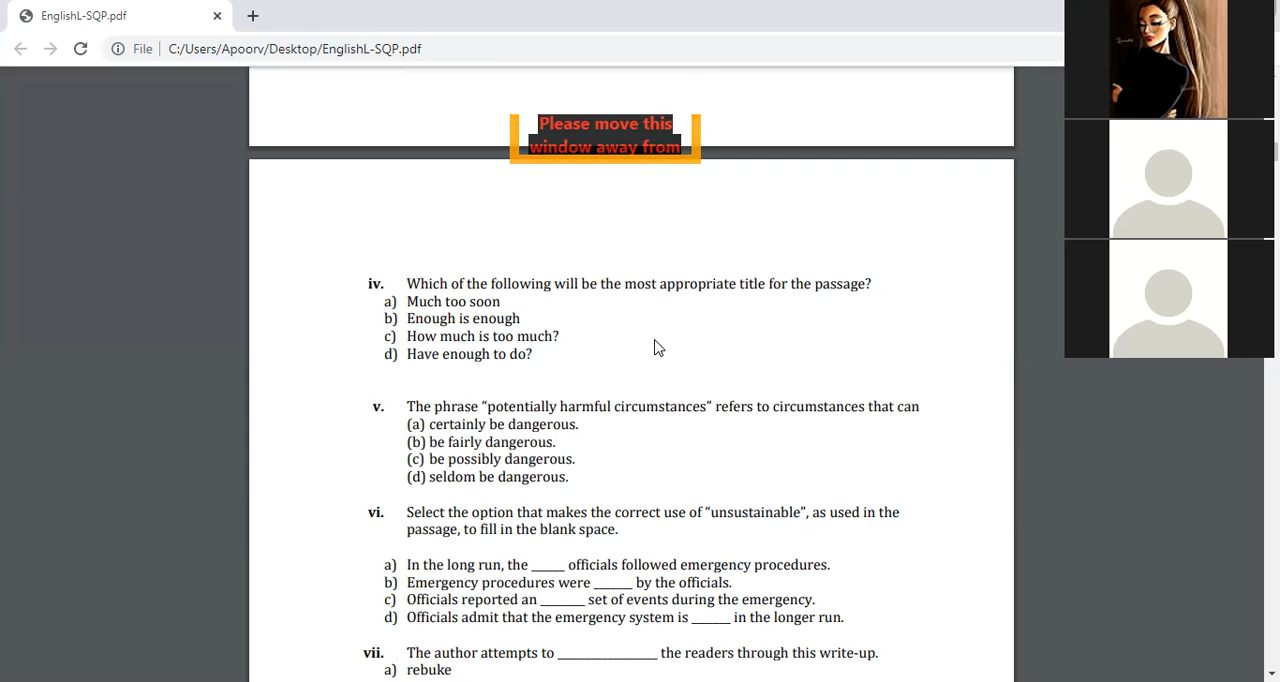 EnglishL-SQP.pdf
File | C:/Users/Apoorv/Desktop/EnglishL-SQP.pdf
Please move this
window away from
iv. Which of the following will be the most appropriate title for the passage?
a) Much too soon
b) Enough is enough
c) How much is too much?
d) Have enough to do?
v. The phrase “potentially harmful circumstances” refers to circumstances that can
(a) certainly be dangerous.
(b) be fairly dangerous.
(c) be possibly dangerous.
(d) seldom be dangerous.
vi. Select the option that makes the correct use of “unsustainable”, as used in the
passage, to fill in the blank space.
a) In the long run, the _____ officials followed emergency procedures.
b) Emergency procedures were ______ by the officials.
c) Officials reported an _______ set of events during the emergency.
d) Officials admit that the emergency system is ______ in the longer run.
vii. The author attempts to ________________ the readers through this write-up.
a) rebuke